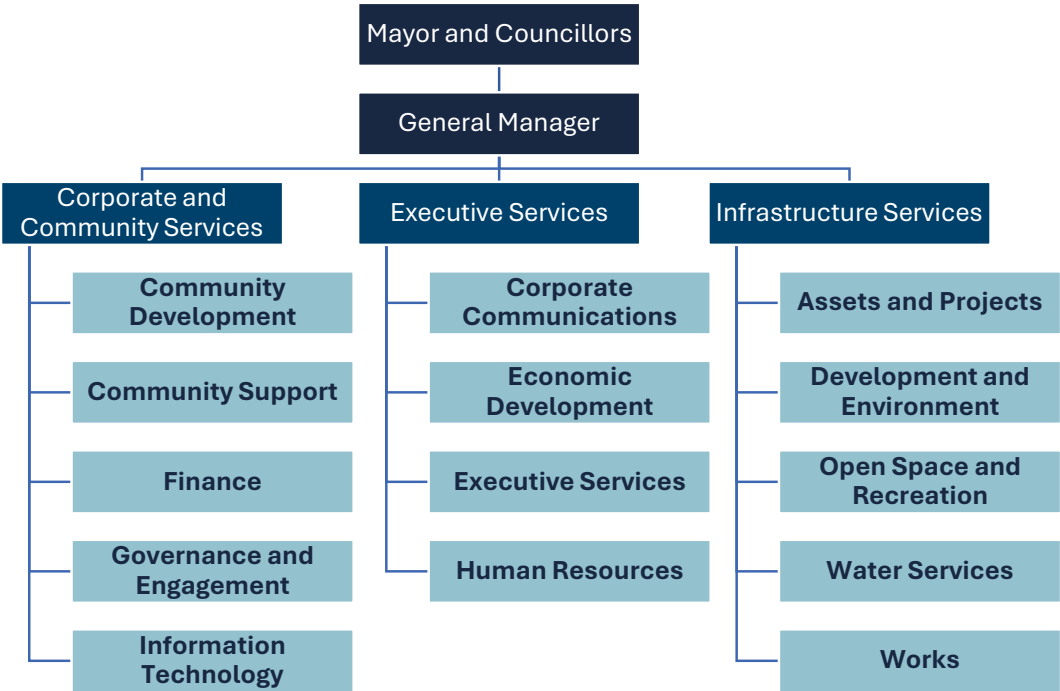 Mayor and Councillors
General Manager
Corporate and
Community Services
Executive Services
Infrastructure Services
Community
Development
Community Support
Finance
Governance and
Engagement
Information
Technology
Corporate
Communications
Economic
Development
Executive Services
Human Resources
Assets and Projects
Development and
Environment
Open Space and
Recreation
Water Services
Works